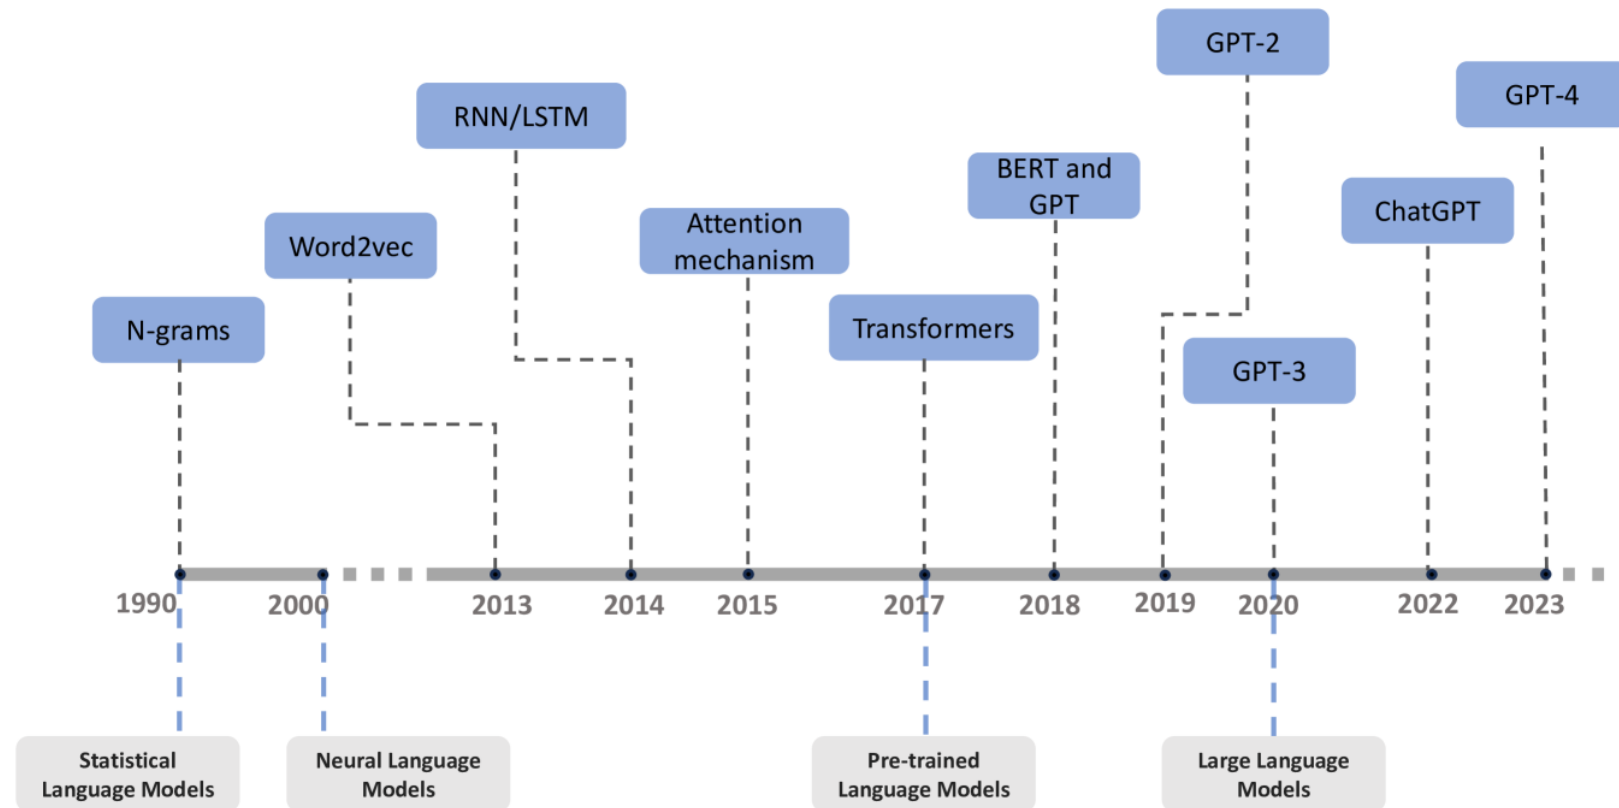 GPT-2
GPT-4
RNN/LSTM
BERT and
GPT
ChatGPT
Word2vec
Attention
mechanism
N-grams
Transformers
GPT-3
1990
2000
2013
2014
2015
2017
2018
2019
2020
2022
2023
Statistical
Language Models
Neural Language
Models
Pre-trained
Language Models
Large Language
Models